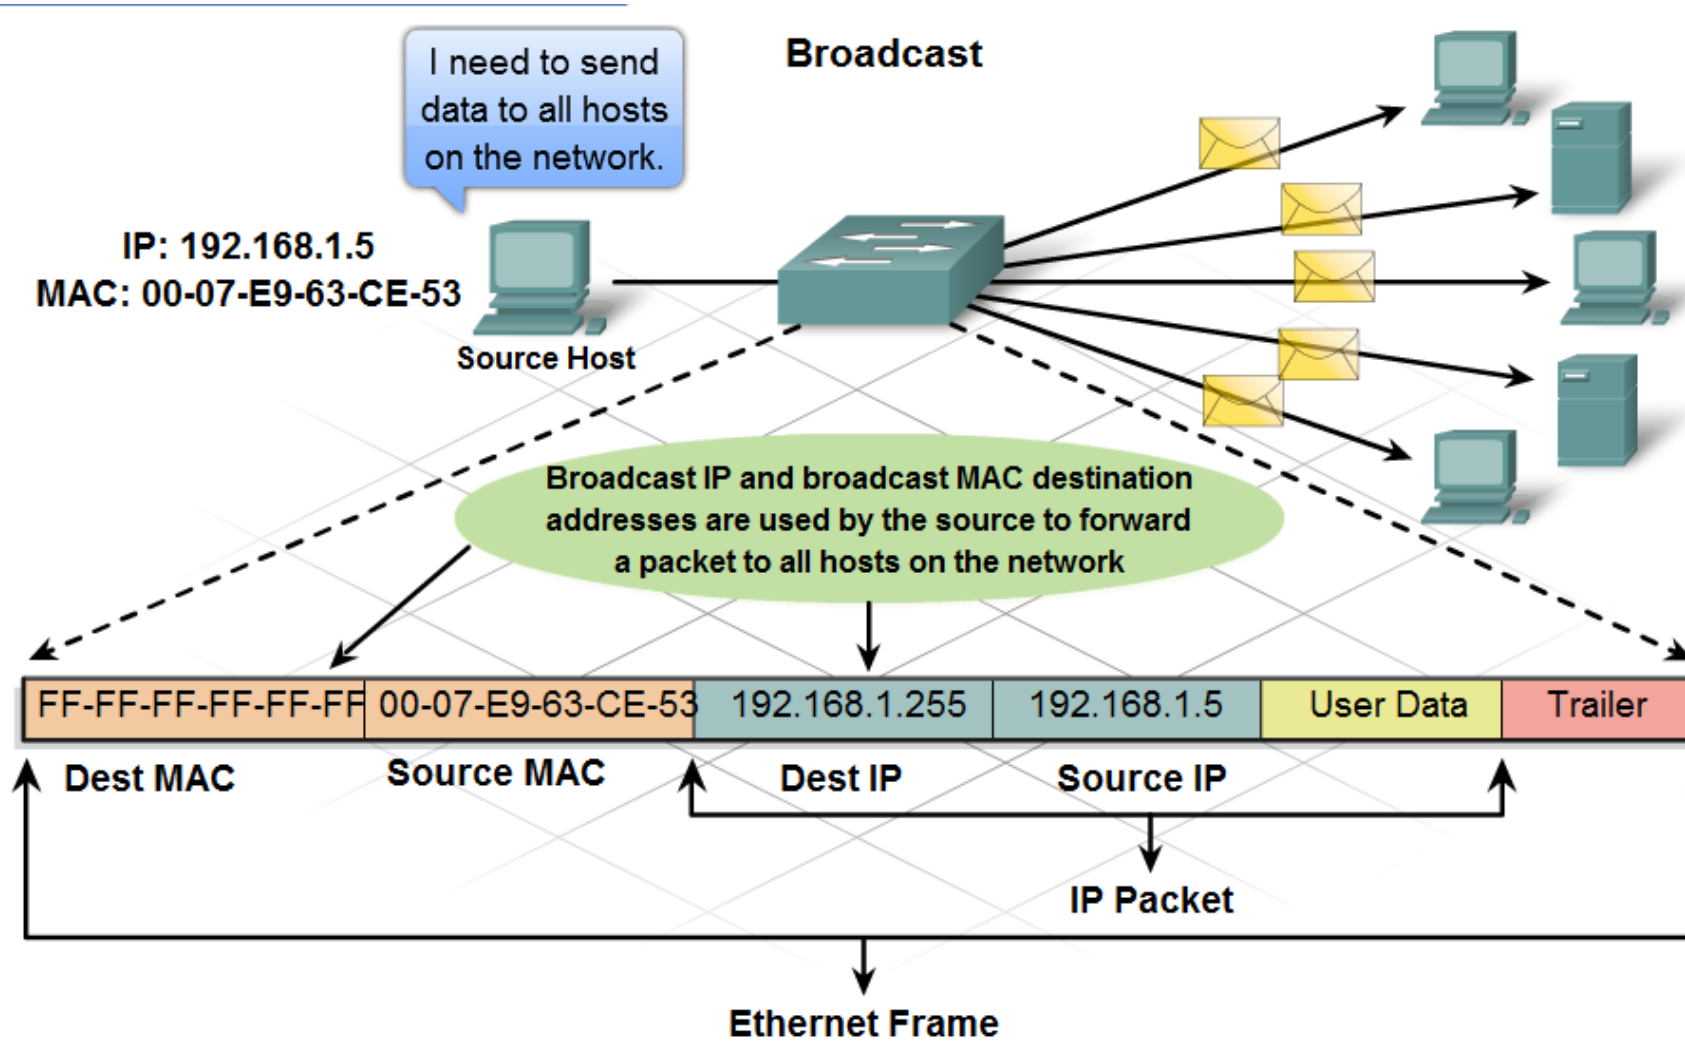 Broadcast
I need to send
data to all hosts
on the network.
IP: 192.168.1.5
MAC: 00-07-E9-63-CE-53
Source Host
Broadcast IP and broadcast MAC destination
addresses are used by the source to forward
a packet to all hosts on the network
FF-FF-FF-FF-FF-FF 00-07-E9-63-CE-53 192.168.1.255 192.168.1.5 User Data Trailer
Dest MAC Source MAC Dest IP Source IP
IP Packet
Ethernet Frame